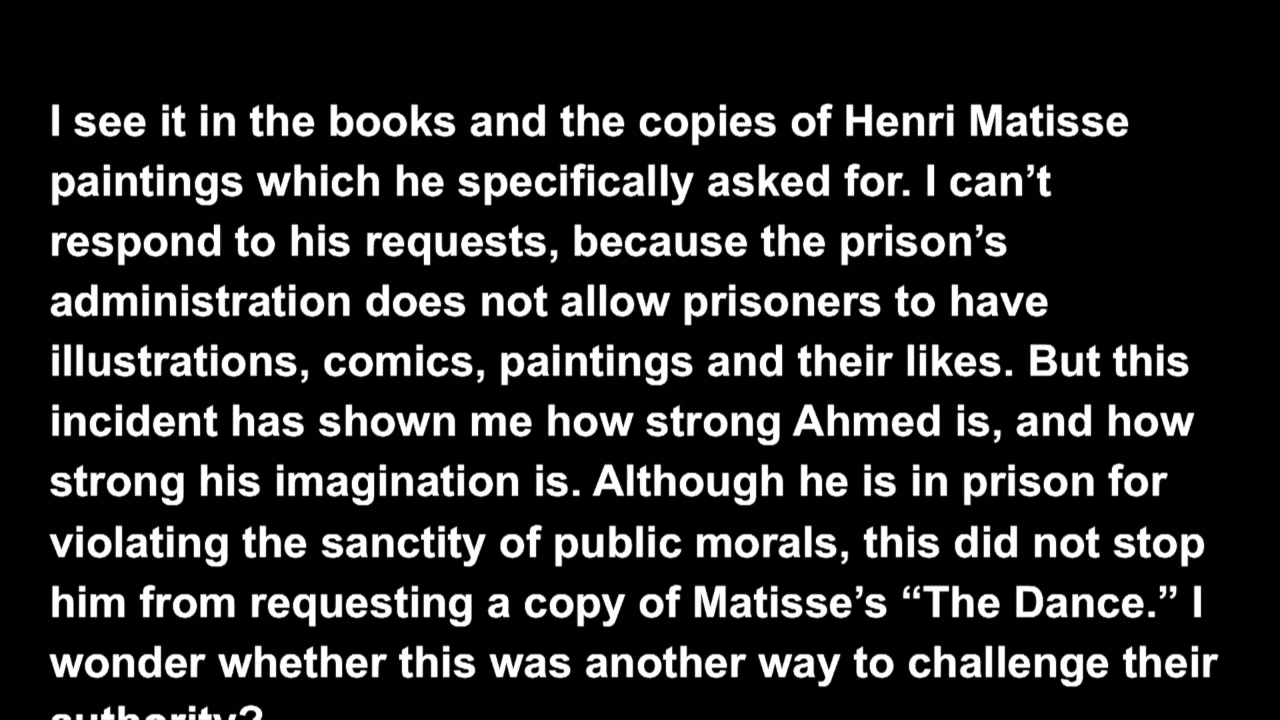 I see it in the books and the copies of Henri Matisse
paintings which he specifically asked for. I can’t
respond to his requests, because the prison’s
administration does not allow prisoners to have
illustrations, comics, paintings and their likes. But this
incident has shown me how strong Ahmed is, and how
strong his imagination is. Although he is in prison for
violating the sanctity of public morals, this did not stop
him from requesting a copy of Matisse’s “The Dance.” I
wonder whether this was another way to challenge their
authority?